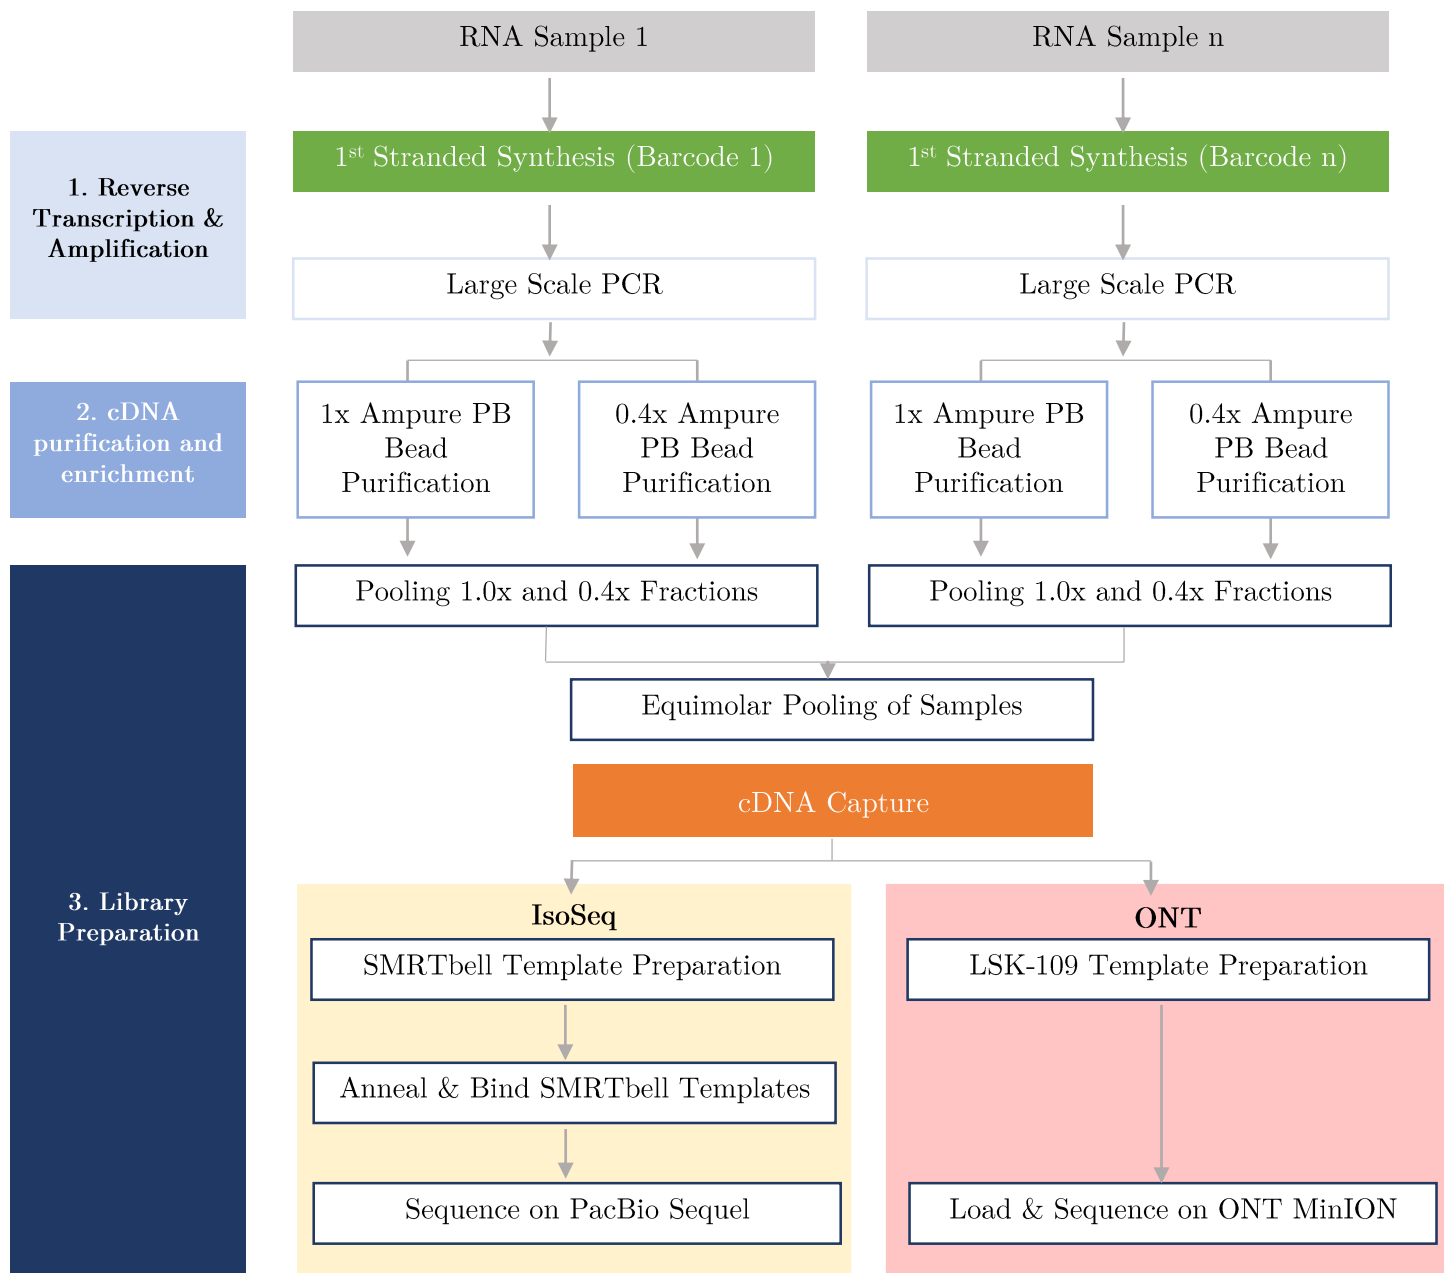 RNA Sample 1
RNA Sample n
1. Reverse
Transcription &
Amplification
1st Stranded Synthesis (Barcode 1)
1st Stranded Synthesis (Barcode n)
Large Scale PCR
Large Scale PCR
2. cDNA
purification and
enrichment
1x Ampure PB
Bead
Purification
0.4x Ampure
PB Bead
Purification
1x Ampure PB
Bead
Purification
0.4x Ampure
PB Bead
Purification
3. Library
Preparation
Pooling 1.0x and 0.4x Fractions
Pooling 1.0x and 0.4x Fractions
Equimolar Pooling of Samples
cDNA Capture
IsoSeq
SMRTbell Template Preparation
Anneal & Bind SMRTbell Templates
Sequence on PacBio Sequel
ONT
LSK-109 Template Preparation
Load & Sequence on ONT MinION